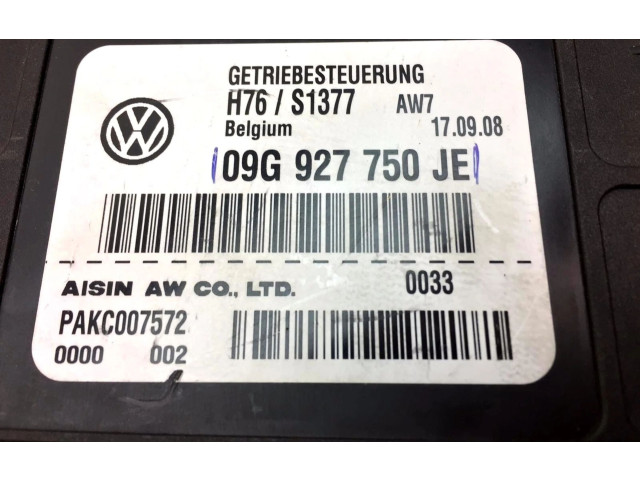 GETRIEBESTEUERUNG
H76 / S1377 AW7
Belgium 17.09.08
09G 927 750 JE
AISIN AW CO., LTD. 0033
PAKC007572
0000 002